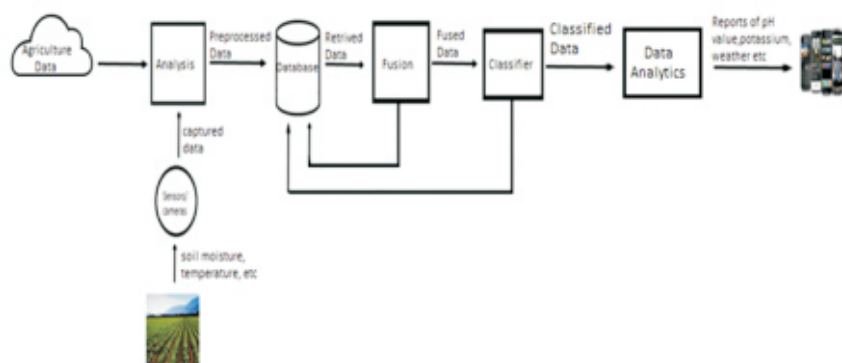 Agriculture
Data
Analysis
Preprocessed
Data
Database
Retrived
Data
Fusion
Fused
Data
Classifier
Classified
Data
Data
Analytics
Reports of pH
value,potassium,
weather etc
captured
data
Sensors/
cameras
soil moisture,
temperature, etc